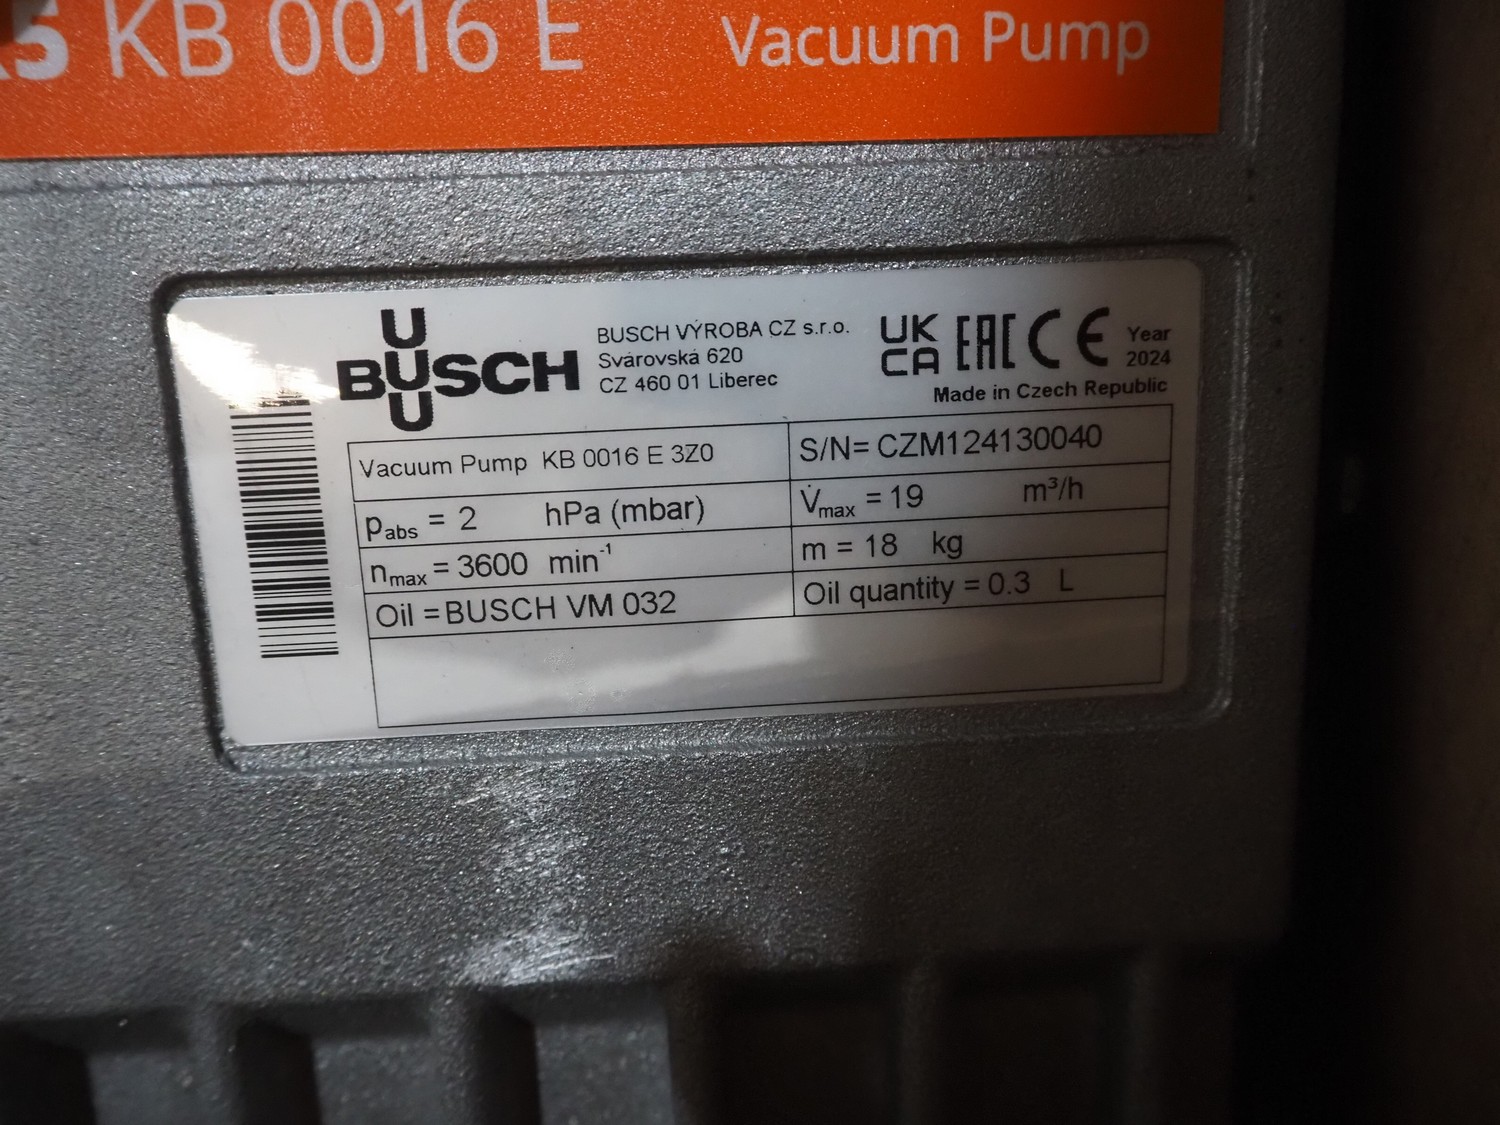 KB 0016 E Vacuum Pump
BUSCH
BUSCH VÝROBA CZ s.r.o.
Svárovská 620
CZ 460 01 Liberec
UK CA EAC CE
Year
2024
Made in Czech Republic
Vacuum Pump KB 0016 E 3Z0
S/N= CZM124130040
pabs = 2 hPa (mbar)
V̇max = 19 m³/h
nmax = 3600 min⁻¹
m = 18 kg
Oil = BUSCH VM 032
Oil quantity = 0.3 L